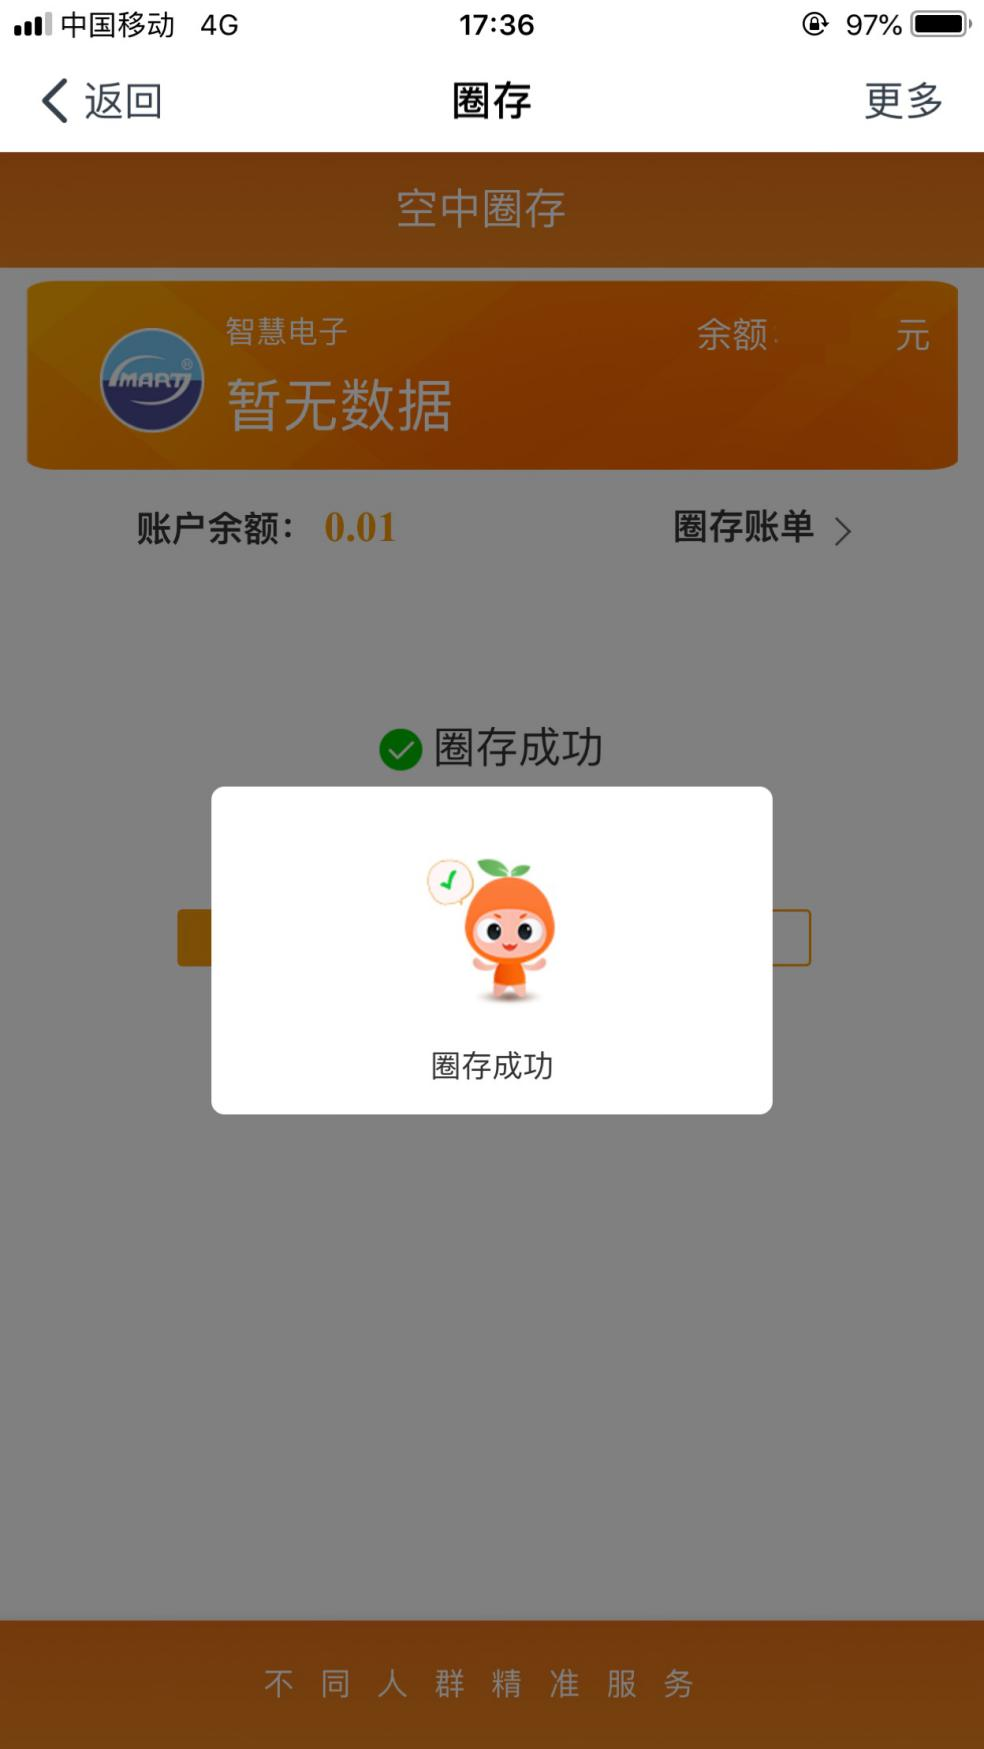 中国移动 4G 17:36 97%
返回 圈存 更多
空中圈存
智慧电子 余额: 元
SMART ®
暂无数据
账户余额： 0.01 圈存账单
圈存成功
圈存成功
不同人群精准服务